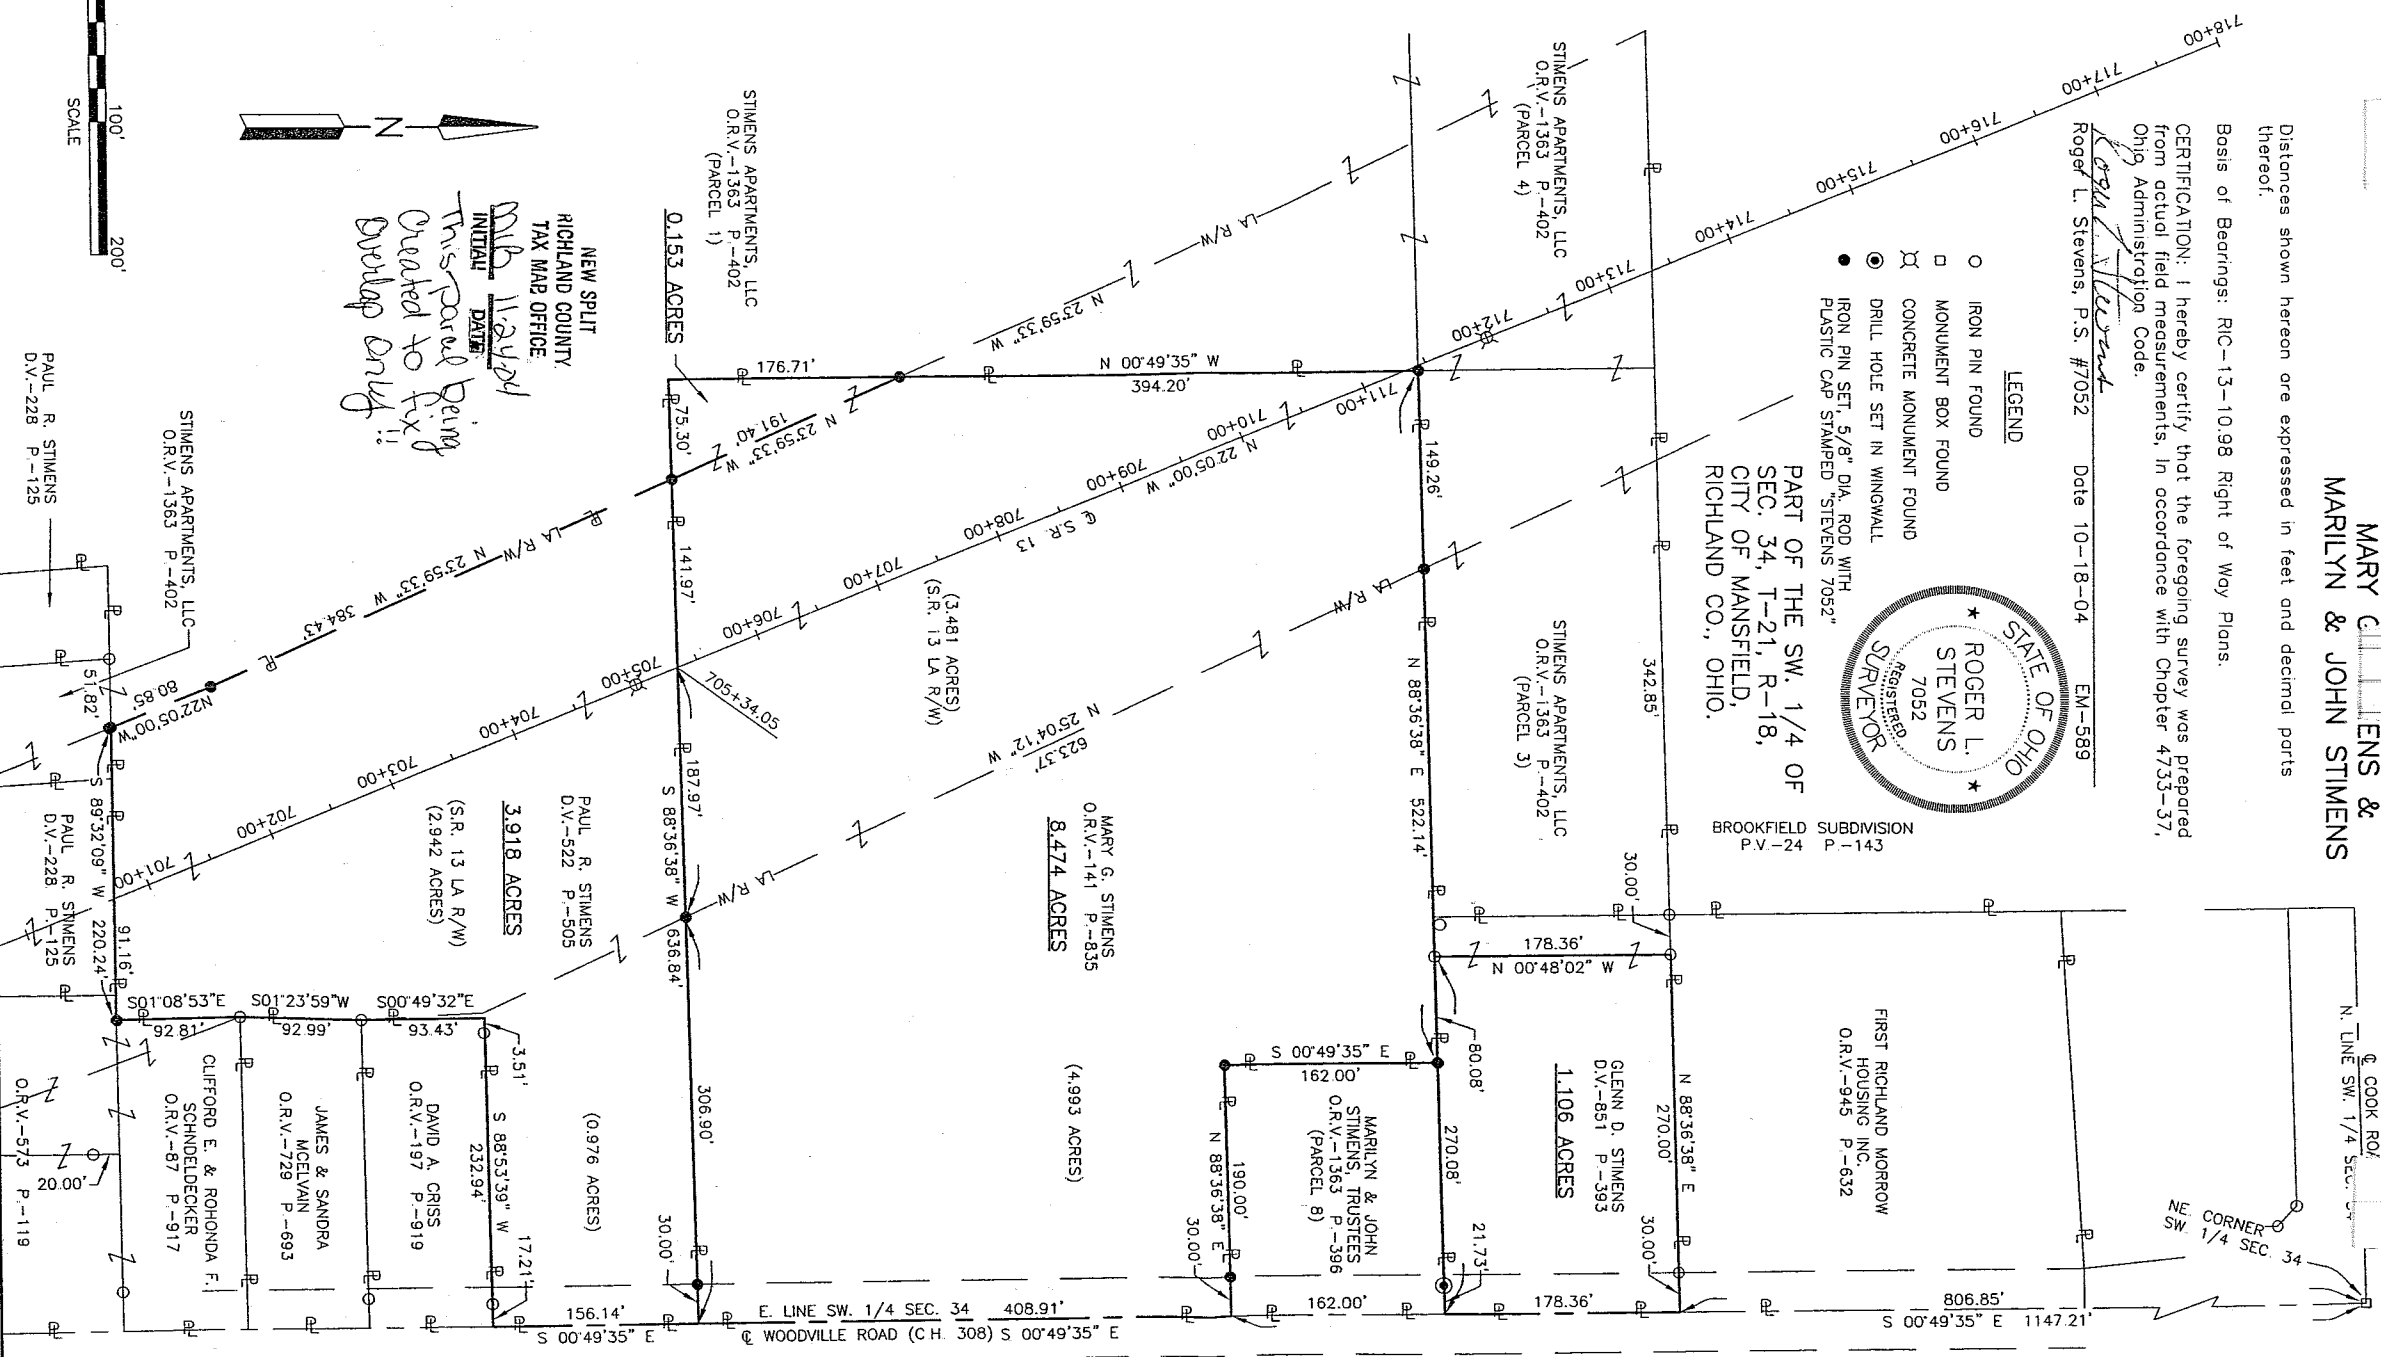 MARY G ENS &
MARILYN & JOHN STIMENS
Distances shown hereon are expressed in feet and decimal parts
thereof.
Basis of Bearings: RIC-13-10.98 Right of Way Plans.
CERTIFICATION: I hereby certify that the foregoing survey was prepared
from actual field measurements, in accordance with Chapter 4733-37,
Ohio Administration Code.
Roger L. Stevens, P.S. #7052 Date 10-18-04 EM-589
LEGEND
IRON PIN FOUND
MONUMENT BOX FOUND
CONCRETE MONUMENT FOUND
DRILL HOLE SET IN WINGWALL
IRON PIN SET, 5/8" DIA. ROD WITH
PLASTIC CAP STAMPED "STEVENS 7052"
STATE OF OHIO
ROGER L.
STEVENS
7052
REGISTERED
SURVEYOR
PART OF THE SW. 1/4 OF
SEC. 34, T-21, R-18,
CITY OF MANSFIELD,
RICHLAND CO., OHIO.
BROOKFIELD SUBDIVISION
P.V.-24 P.-143
℄ COOK ROA
N. LINE SW. 1/4 SEC. 34
NE. CORNER
SW. 1/4 SEC. 34
718+00
717+00
716+00
715+00
714+00
713+00
712+00
711+00
710+00
709+00
708+00
707+00
706+00
705+00
704+00
703+00
702+00
701+00
705+34.05
N 22°05'00" W
℄ S.R. 13
STIMENS APARTMENTS, LLC
O.R.V.-1363 P.-402
(PARCEL 4)
STIMENS APARTMENTS, LLC
O.R.V.-1363 P.-402
(PARCEL 1)
0.153 ACRES
LA R/W
N 23°59'33" W
176.71'
N 00°49'35" W
394.20'
75.30'
191.40'
N 23°59'33" W
149.26'
342.85'
STIMENS APARTMENTS, LLC
O.R.V.-1363 P.-402
(PARCEL 3)
N 88°36'38" E 522.14'
30.00'
178.36'
N 00°48'02" W
80.08'
N 88°36'38" E
270.00'
30.00'
FIRST RICHLAND MORROW
HOUSING INC.
O.R.V.-945 P.-632
GLENN D. STIMENS
D.V.-851 P.-393
1.106 ACRES
S 00°49'35" E
162.00'
270.08'
21.73'
MARILYN & JOHN
STIMENS, TRUSTEES
O.R.V.-1363 P.-396
(PARCEL 8)
190.00'
N 88°36'38" E
30.00'
MARY G. STIMENS
O.R.V.-141 P.-835
8.474 ACRES
(3.481 ACRES)
(S.R. 13 LA R/W)
(4.993 ACRES)
LA R/W
N 25°04'12" W
623.37'
LA R/W
141.97'
187.97'
S 88°36'38" W 636.84'
306.90'
30.00'
PAUL R. STIMENS
D.V.-522 P.-505
3.918 ACRES
(S.R. 13 LA R/W)
(2.942 ACRES)
(0.976 ACRES)
LA R/W
N 23°59'33" W 384.43'
NEW SPLIT
RICHLAND COUNTY
TAX MAP OFFICE
11-24-04
INITIAL DATE
This parcel being
created to fix
overlap only!!
N
STIMENS APARTMENTS, LLC
O.R.V.-1363 P.-402
PAUL R. STIMENS
D.V.-228 P.-125
80.85'
N22°05'00"W
51.82'
S 89°32'09" W 220.24'
91.16'
PAUL R. STIMENS
D.V.-228 P.-125
S01°08'53"E
92.81'
S01°23'59"W
92.99'
S00°49'32"E
93.43'
3.51'
S 88°53'39" W
232.94'
17.21'
DAVID A. CRISS
O.R.V.-197 P.-919
JAMES & SANDRA
MCELVAIN
O.R.V.-729 P.-693
CLIFFORD E. & ROHONDA F.
SCHNDELDECKER
O.R.V.-87 P.-917
O.R.V.-573 P.-119
20.00'
156.14'
S 00°49'35" E
E. LINE SW. 1/4 SEC. 34 408.91'
℄ WOODVILLE ROAD (C.H. 308) S 00°49'35" E
162.00'
178.36'
806.85'
S 00°49'35" E 1147.21'
100'
200'
SCALE